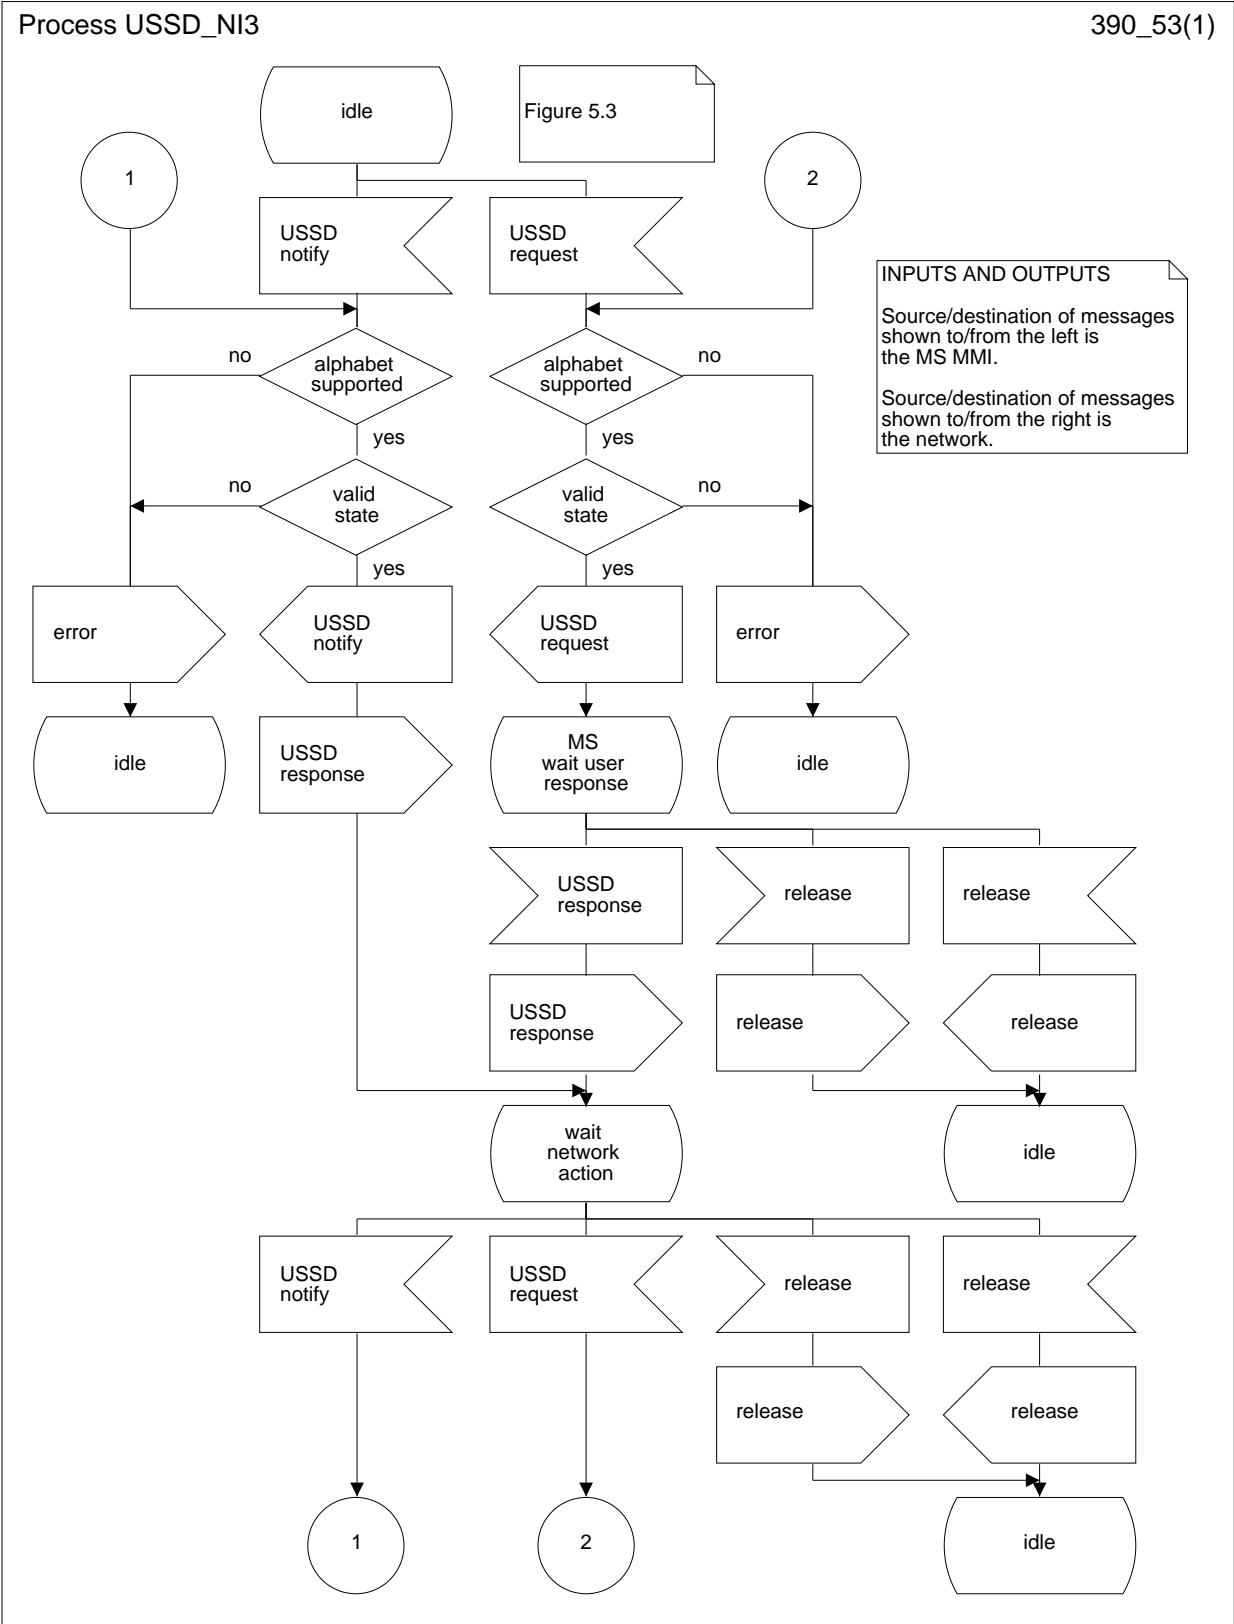 Process USSD_NI3
390_53(1)
idle
Figure 5.3
1
2
USSD
notify
USSD
request
INPUTS AND OUTPUTS
Source/destination of messages
shown to/from the left is
the MS MMI.
Source/destination of messages
shown to/from the right is
the network.
no
alphabet
supported
alphabet
supported
no
yes
yes
no
valid
state
valid
state
no
yes
yes
error
USSD
notify
USSD
request
error
idle
USSD
response
MS
wait user
response
idle
USSD
response
release
release
USSD
response
release
release
wait
network
action
idle
USSD
notify
USSD
request
release
release
release
release
1
2
idle